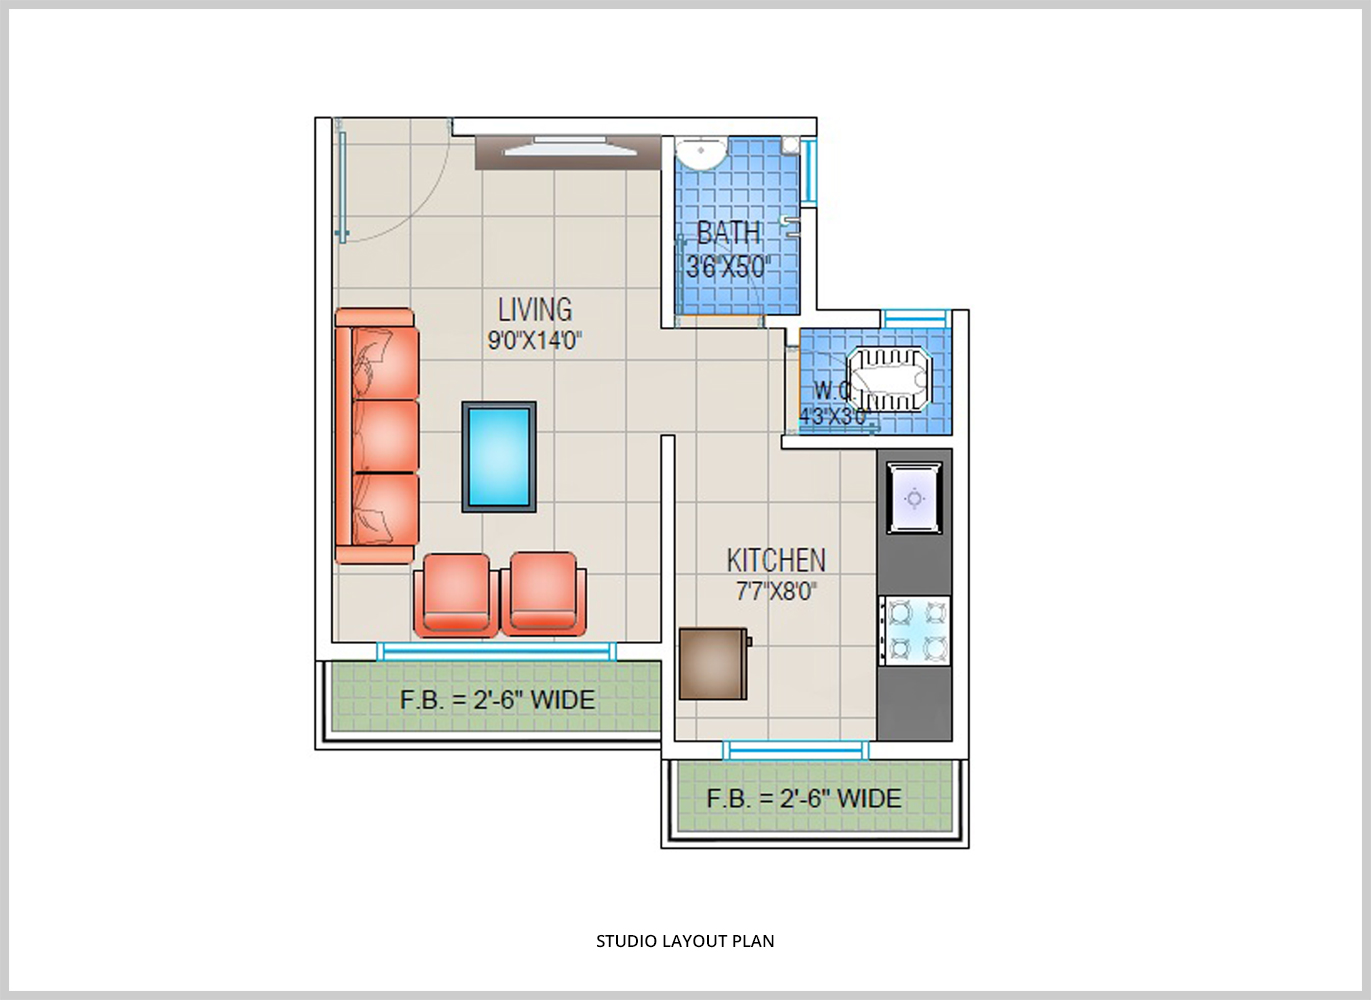 BATH
3'6"X5'0"
LIVING
9'0"X14'0"
W.C.
4'3"X3'0"
KITCHEN
7'7"X8'0"
F.B. = 2'-6" WIDE
F.B. = 2'-6" WIDE
STUDIO LAYOUT PLAN